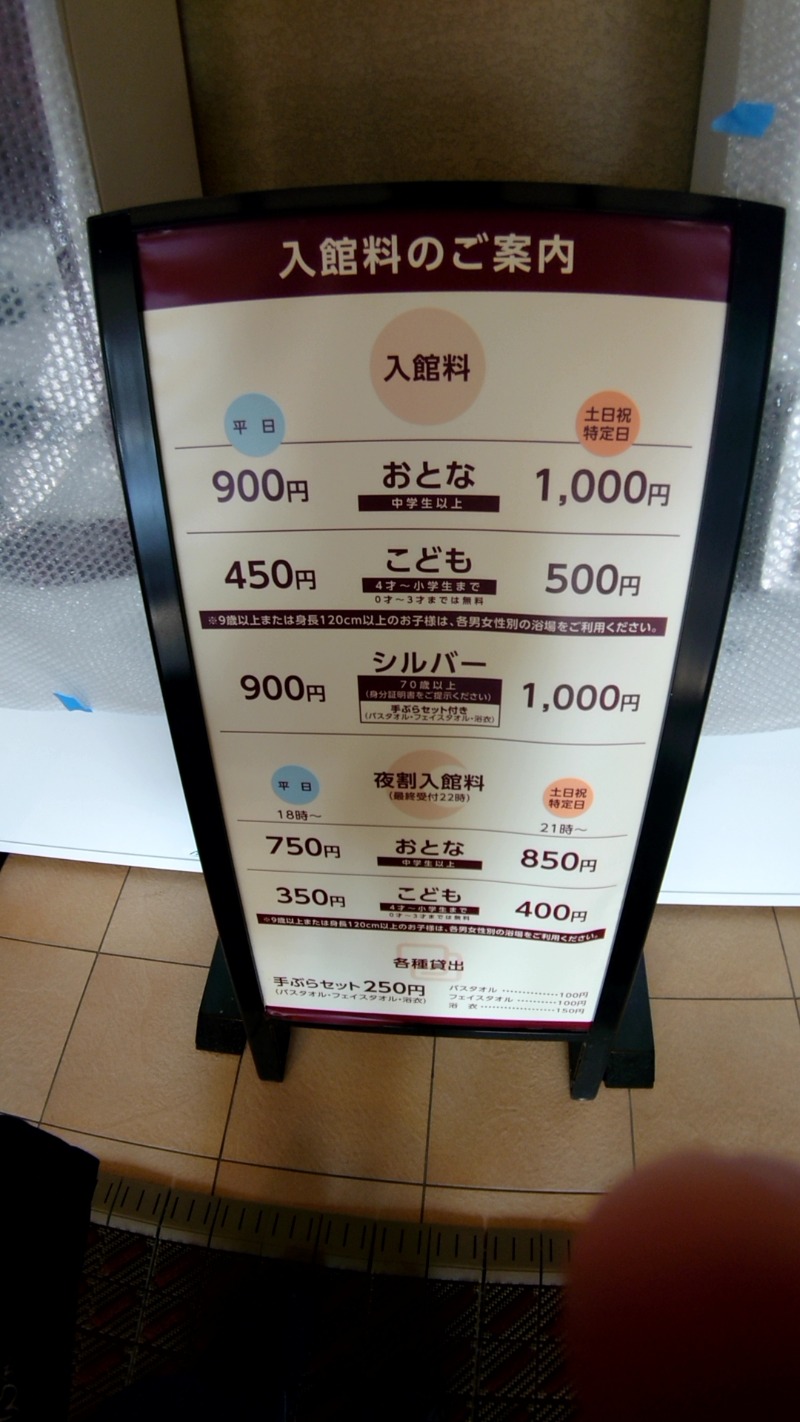 入館料のご案内
入館料
平日
土日祝
特定日
900円 おとな 1,000円
中学生以上
450円 こども 500円
4才〜小学生まで
0才〜3才までは無料
※9歳以上または身長120cm以上のお子様は、各男女性別の浴場をご利用ください。
900円 シルバー 1,000円
70歳以上
(身分証明書をご提示ください)
手ぶらセット付き
(バスタオル・フェイスタオル・浴衣)
夜割入館料
(最終受付22時)
平日
18時〜
土日祝
特定日
21時〜
750円 おとな 850円
中学生以上
350円 こども 400円
4才〜小学生まで
0才〜3才までは無料
※9歳以上または身長120cm以上のお子様は、各男女性別の浴場をご利用ください。
各種貸出
手ぶらセット250円
(バスタオル・フェイスタオル・浴衣)
バスタオル ……………100円
フェイスタオル …………100円
浴 衣 …………………150円